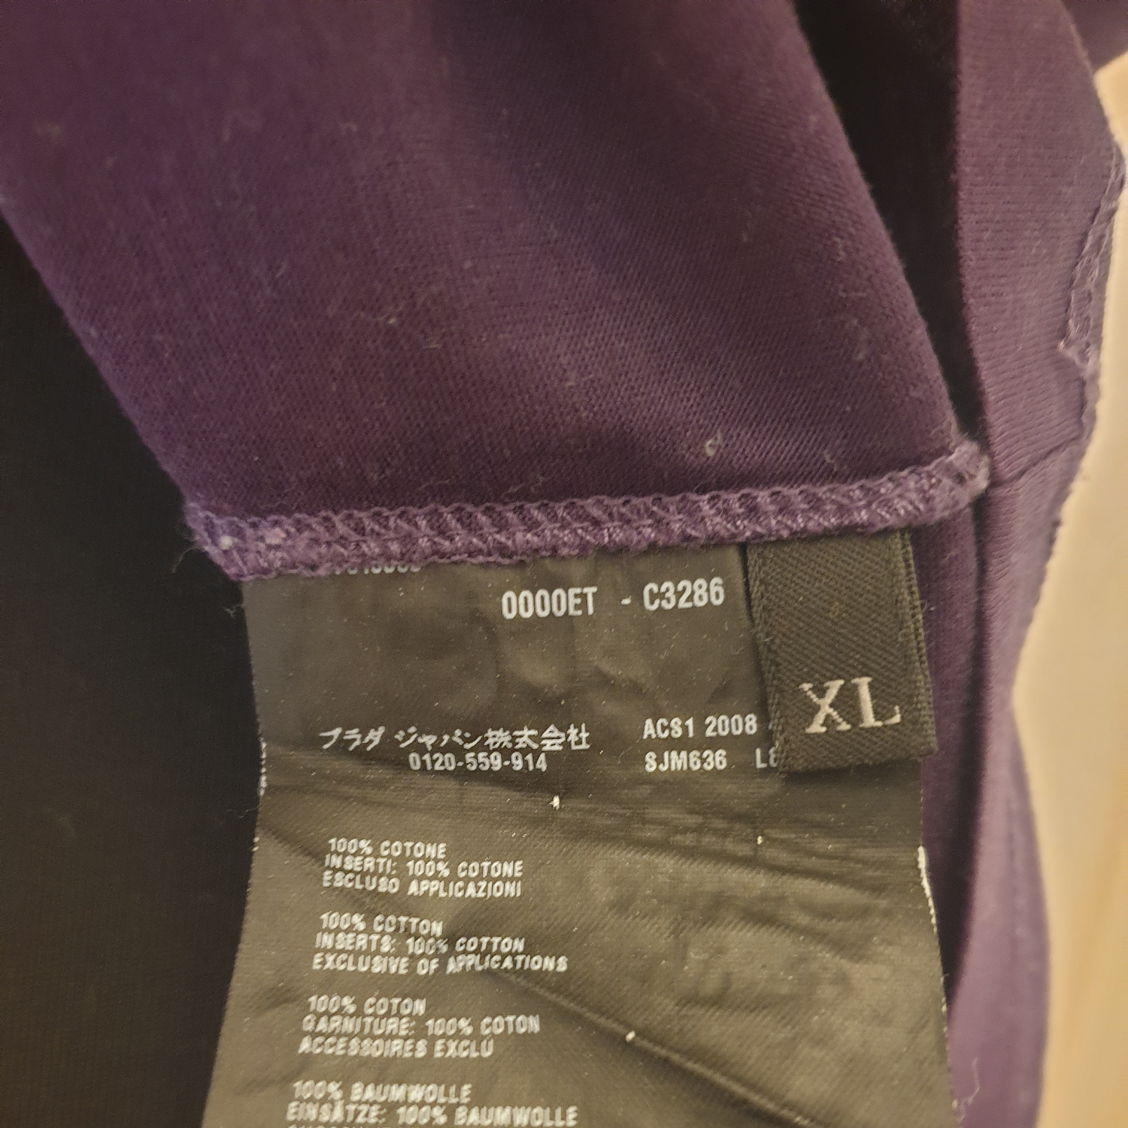 0000ET - C3286
XL
プラダ ジャパン株式会社
0120-559-914
ACS1 2008
SJM636
100% COTONE
INSERTI: 100% COTONE
ESCLUSO APPLICAZIONI
100% COTTON
INSERTS: 100% COTTON
EXCLUSIVE OF APPLICATIONS
100% COTON
GARNITURE: 100% COTON
ACCESSOIRES EXCLU
100% BAUMWOLLE
EINSÄTZE: 100% BAUMWOLLE